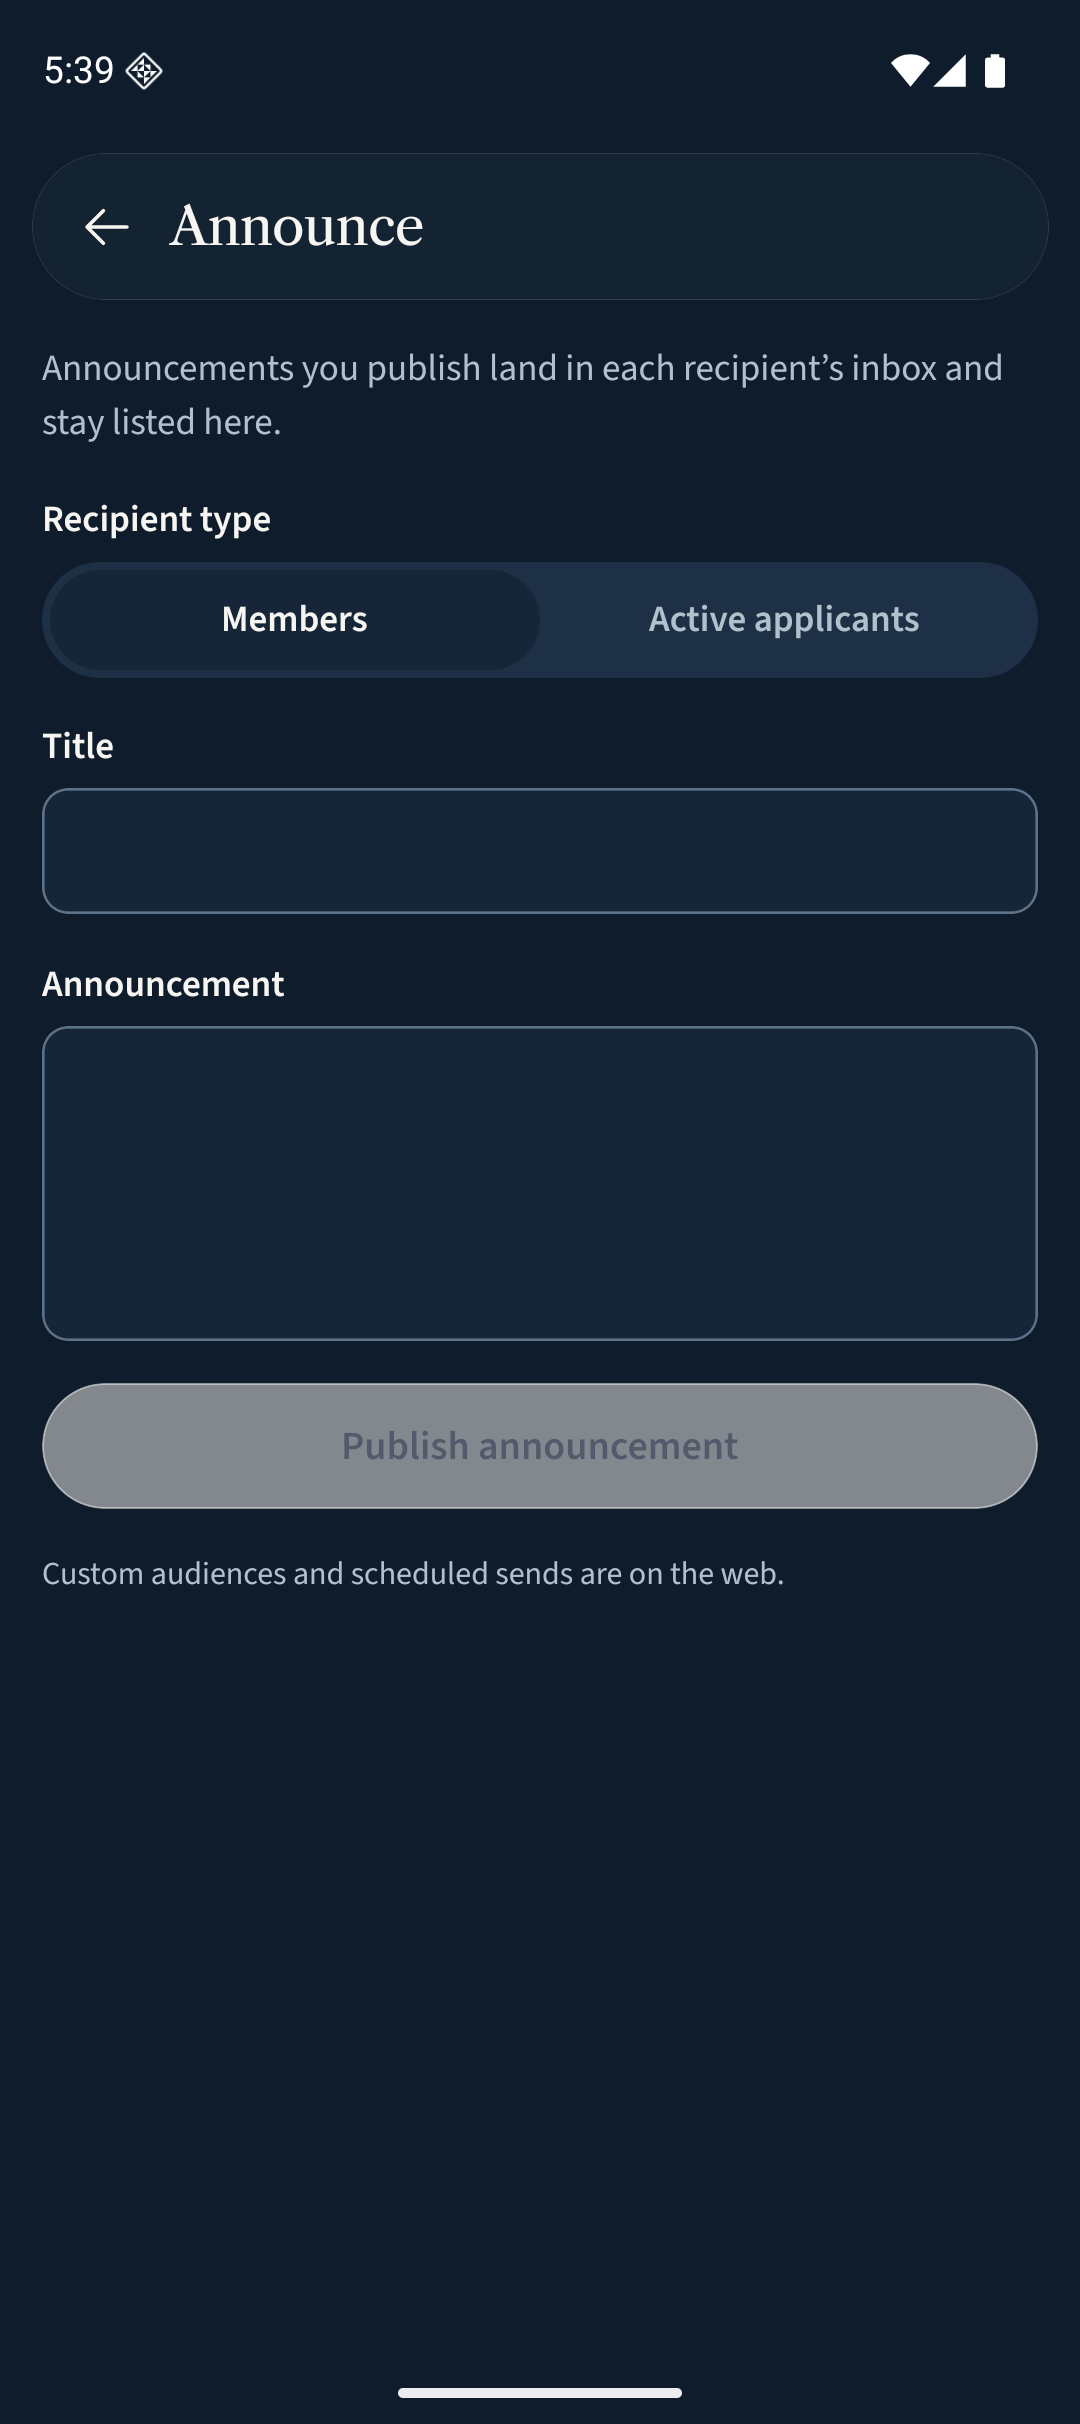 5:39
Announce
Announcements you publish land in each recipient’s inbox and
stay listed here.
Recipient type
Members
Active applicants
Title
Announcement
Publish announcement
Custom audiences and scheduled sends are on the web.